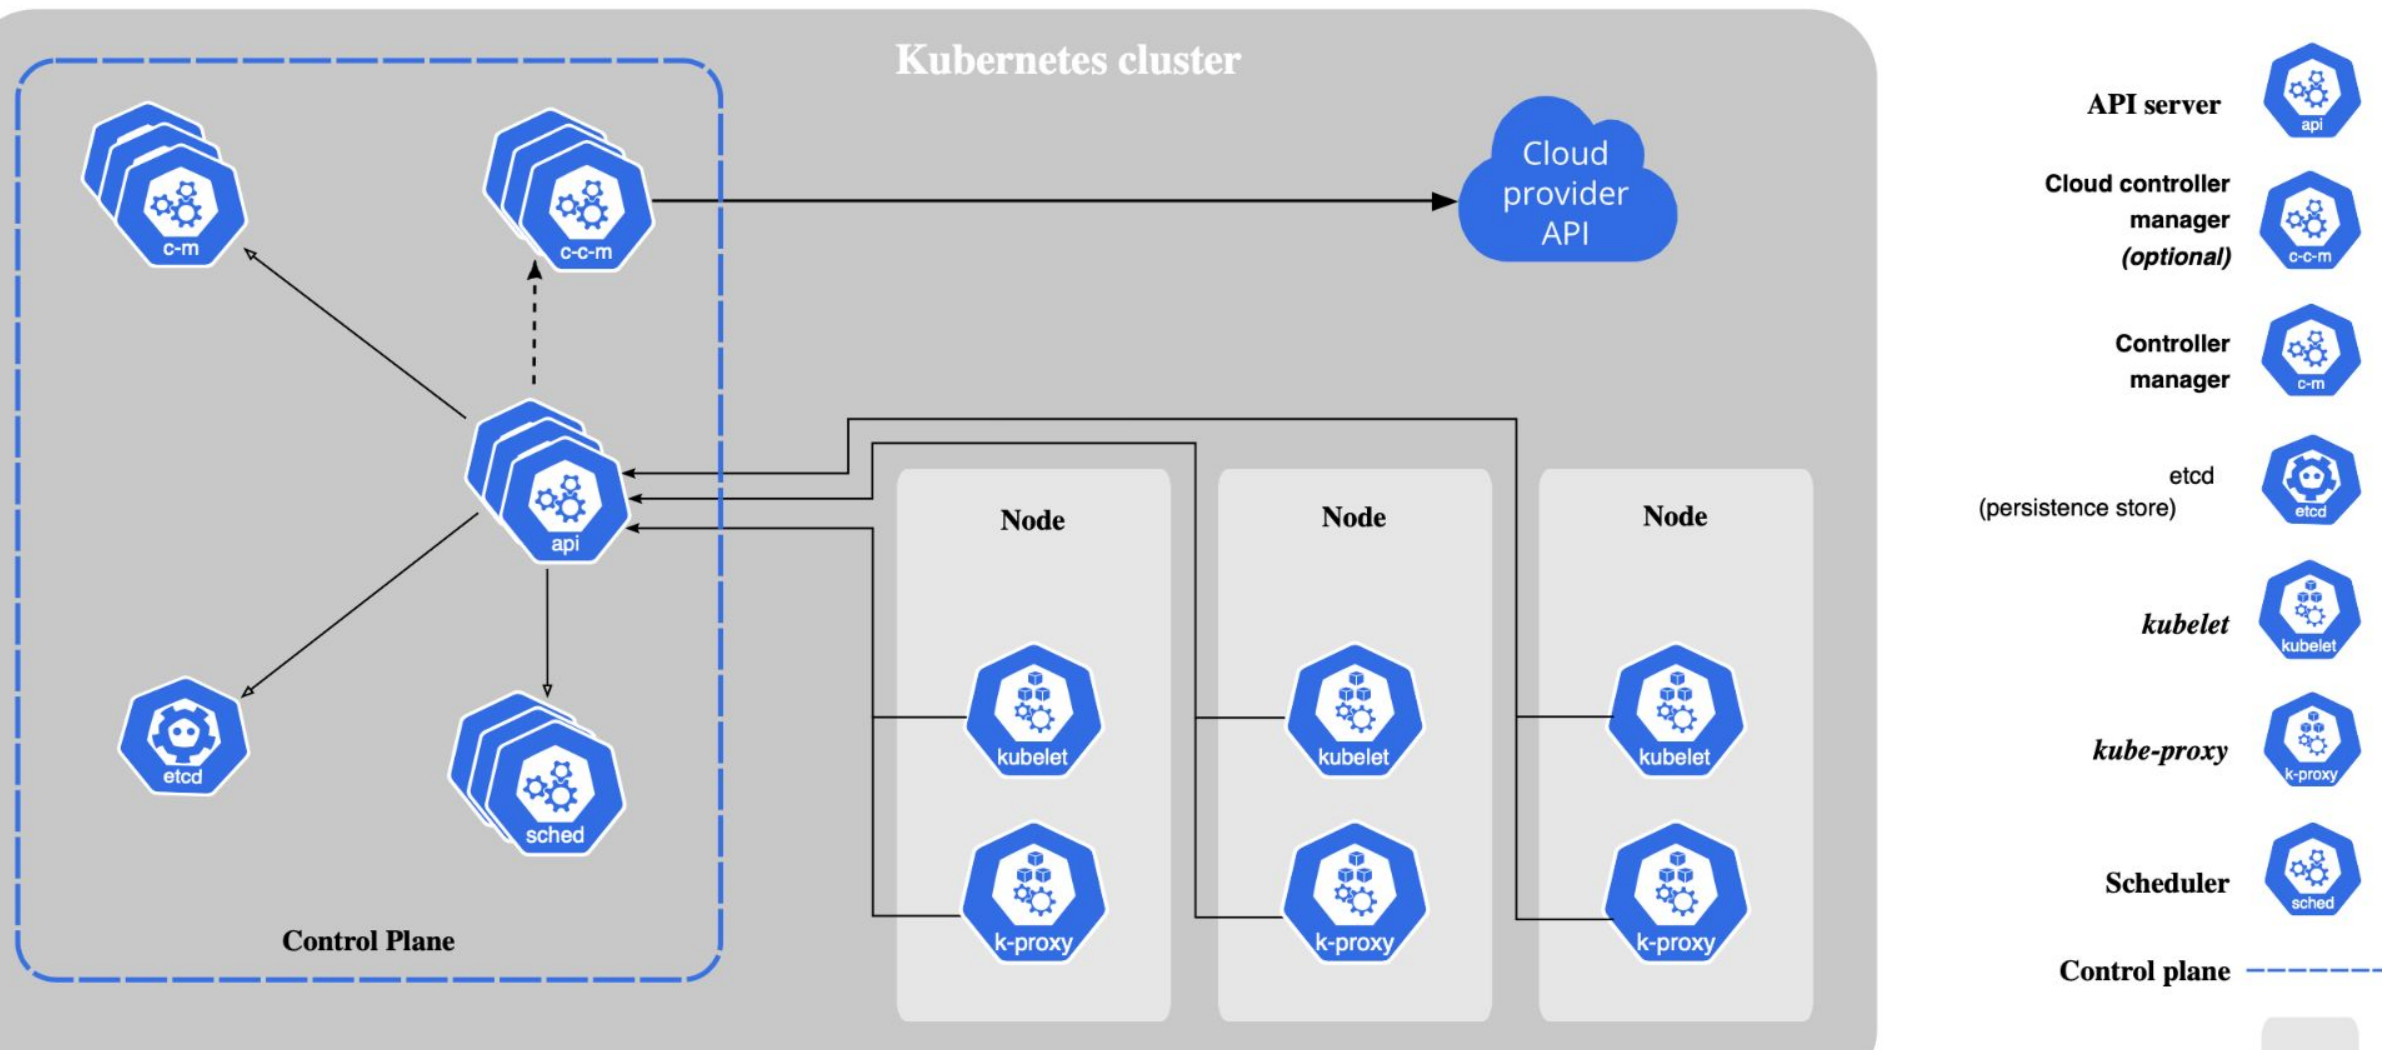 Kubernetes cluster
c-m
c-c-m
Cloud
provider
API
api
etcd
sched
Control Plane
Node
kubelet
k-proxy
Node
kubelet
k-proxy
Node
kubelet
k-proxy
API server
api
Cloud controller
manager
(optional)
c-c-m
Controller
manager
c-m
etcd
(persistence store)
etcd
kubelet
kubelet
kube-proxy
k-proxy
Scheduler
sched
Control plane